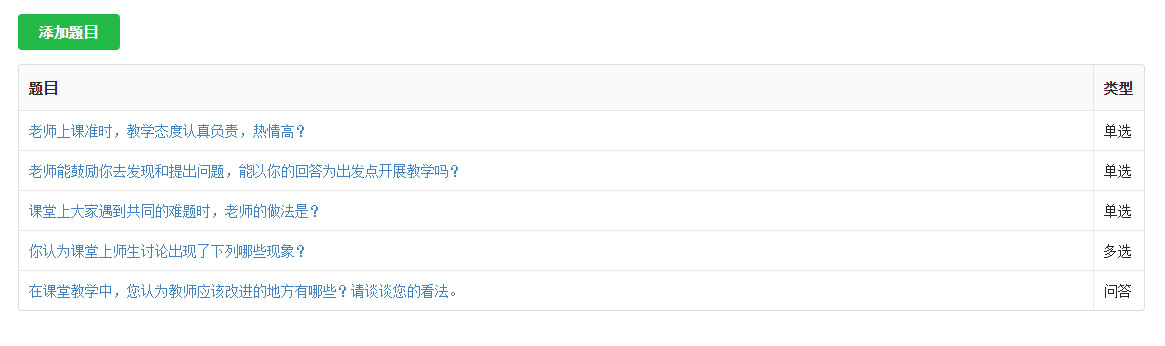 添加题目
题目 类型
老师上课准时，教学态度认真负责，热情高？ 单选
老师能鼓励你去发现和提出问题，能以你的回答为出发点开展教学吗？ 单选
课堂上大家遇到共同的难题时，老师的做法是？ 单选
你认为课堂上师生讨论出现了下列哪些现象？ 多选
在课堂教学中，您认为教师应该改进的地方有哪些？请谈谈您的看法。 问答